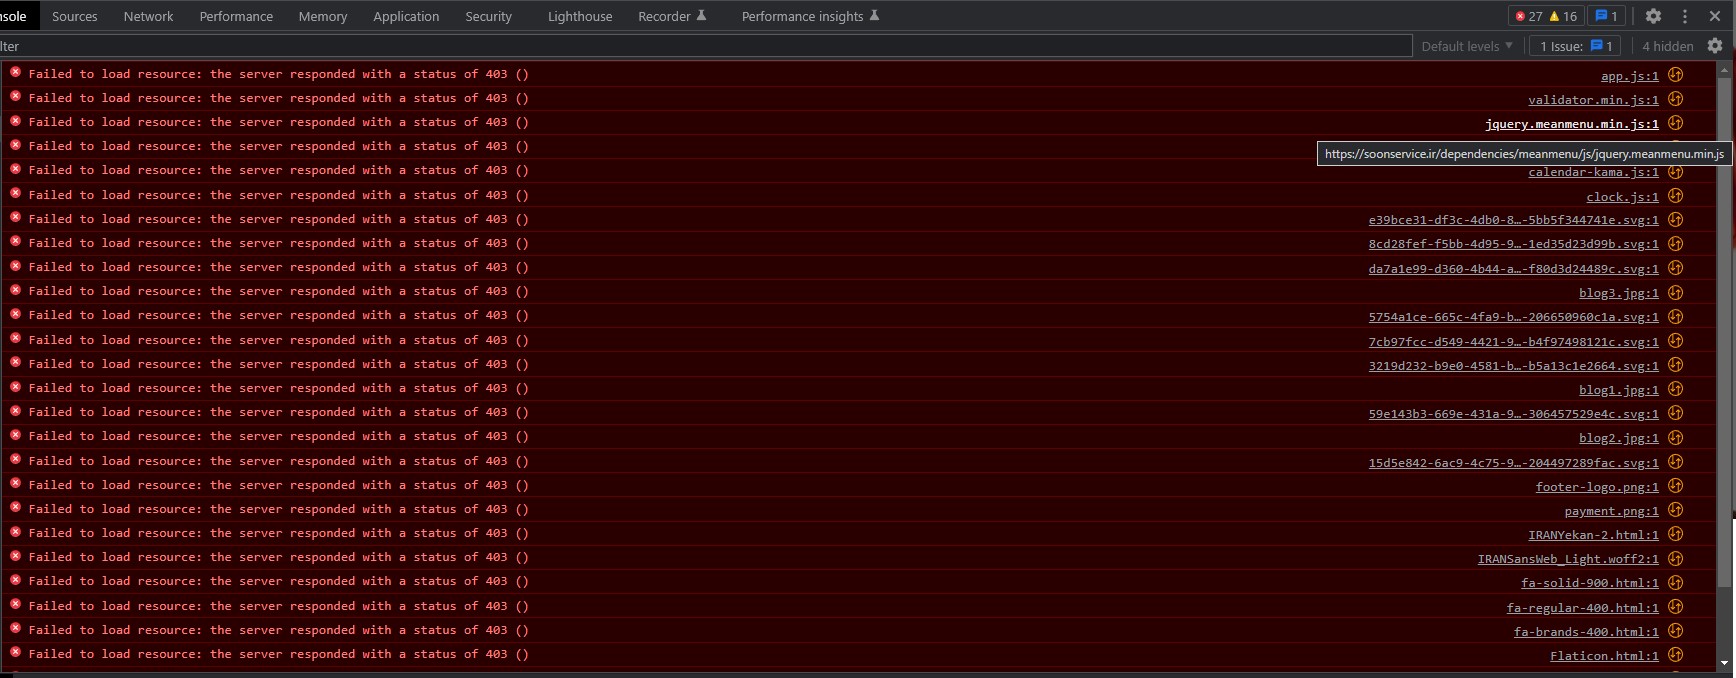 nsole Sources Network Performance Memory Application Security Lighthouse Recorder Performance insights 27 16 1
lter Default levels 1 Issue: 1 4 hidden
Failed to load resource: the server responded with a status of 403 () app.js:1
Failed to load resource: the server responded with a status of 403 () validator.min.js:1
Failed to load resource: the server responded with a status of 403 () jquery.meanmenu.min.js:1
Failed to load resource: the server responded with a status of 403 ()
https://soonservice.ir/dependencies/meanmenu/js/jquery.meanmenu.min.js
Failed to load resource: the server responded with a status of 403 () calendar-kama.js:1
Failed to load resource: the server responded with a status of 403 () clock.js:1
Failed to load resource: the server responded with a status of 403 () e39bce31-df3c-4db0-8…-5bb5f344741e.svg:1
Failed to load resource: the server responded with a status of 403 () 8cd28fef-f5bb-4d95-9…-1ed35d23d99b.svg:1
Failed to load resource: the server responded with a status of 403 () da7a1e99-d360-4b44-a…-f80d3d24489c.svg:1
Failed to load resource: the server responded with a status of 403 () blog3.jpg:1
Failed to load resource: the server responded with a status of 403 () 5754a1ce-665c-4fa9-b…-206650960c1a.svg:1
Failed to load resource: the server responded with a status of 403 () 7cb97fcc-d549-4421-9…-b4f97498121c.svg:1
Failed to load resource: the server responded with a status of 403 () 3219d232-b9e0-4581-b…-b5a13c1e2664.svg:1
Failed to load resource: the server responded with a status of 403 () blog1.jpg:1
Failed to load resource: the server responded with a status of 403 () 59e143b3-669e-431a-9…-306457529e4c.svg:1
Failed to load resource: the server responded with a status of 403 () blog2.jpg:1
Failed to load resource: the server responded with a status of 403 () 15d5e842-6ac9-4c75-9…-204497289fac.svg:1
Failed to load resource: the server responded with a status of 403 () footer-logo.png:1
Failed to load resource: the server responded with a status of 403 () payment.png:1
Failed to load resource: the server responded with a status of 403 () IRANYekan-2.html:1
Failed to load resource: the server responded with a status of 403 () IRANSansWeb_Light.woff2:1
Failed to load resource: the server responded with a status of 403 () fa-solid-900.html:1
Failed to load resource: the server responded with a status of 403 () fa-regular-400.html:1
Failed to load resource: the server responded with a status of 403 () fa-brands-400.html:1
Failed to load resource: the server responded with a status of 403 () Flaticon.html:1